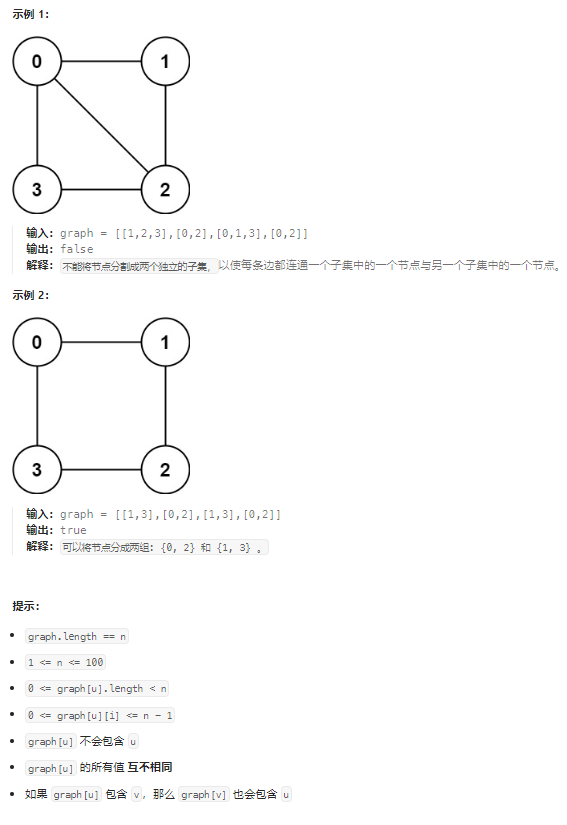 示例 1：
0 1
3 2
输入：graph = [[1,2,3],[0,2],[0,1,3],[0,2]]
输出：false
解释：不能将节点分割成两个独立的子集，以使每条边都连通一个子集中的一个节点与另一个子集中的一个节点。
示例 2：
0 1
3 2
输入：graph = [[1,3],[0,2],[1,3],[0,2]]
输出：true
解释：可以将节点分成两组: {0, 2} 和 {1, 3} 。
提示：
graph.length == n
1 <= n <= 100
0 <= graph[u].length < n
0 <= graph[u][i] <= n - 1
graph[u] 不会包含 u
graph[u] 的所有值 互不相同
如果 graph[u] 包含 v，那么 graph[v] 也会包含 u